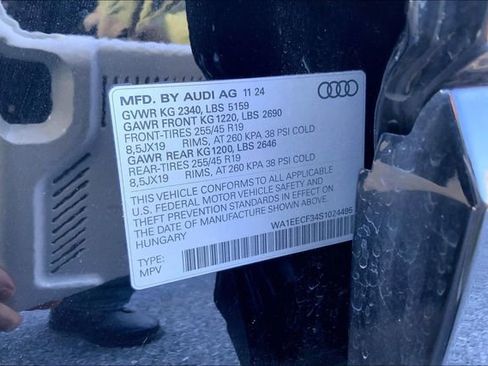 MFD. BY AUDI AG 11 24
GVWR KG 2340, LBS 5159
GAWR FRONT KG 1220, LBS 2690
FRONT-TIRES 255/45 R19
8,5JX19 RIMS, AT 260 KPA 38 PSI COLD
GAWR REAR KG1200, LBS 2646
REAR-TIRES 255/45 R19
8,5JX19 RIMS, AT 260 KPA 38 PSI COLD
THIS VEHICLE CONFORMS TO ALL APPLICABLE
U.S. FEDERAL MOTOR VEHICLE SAFETY AND
THEFT PREVENTION STANDARDS IN EFFECT ON
THE DATE OF MANUFACTURE SHOWN ABOVE
HUNGARY
WA1EECF34S1024486
TYPE:
MPV